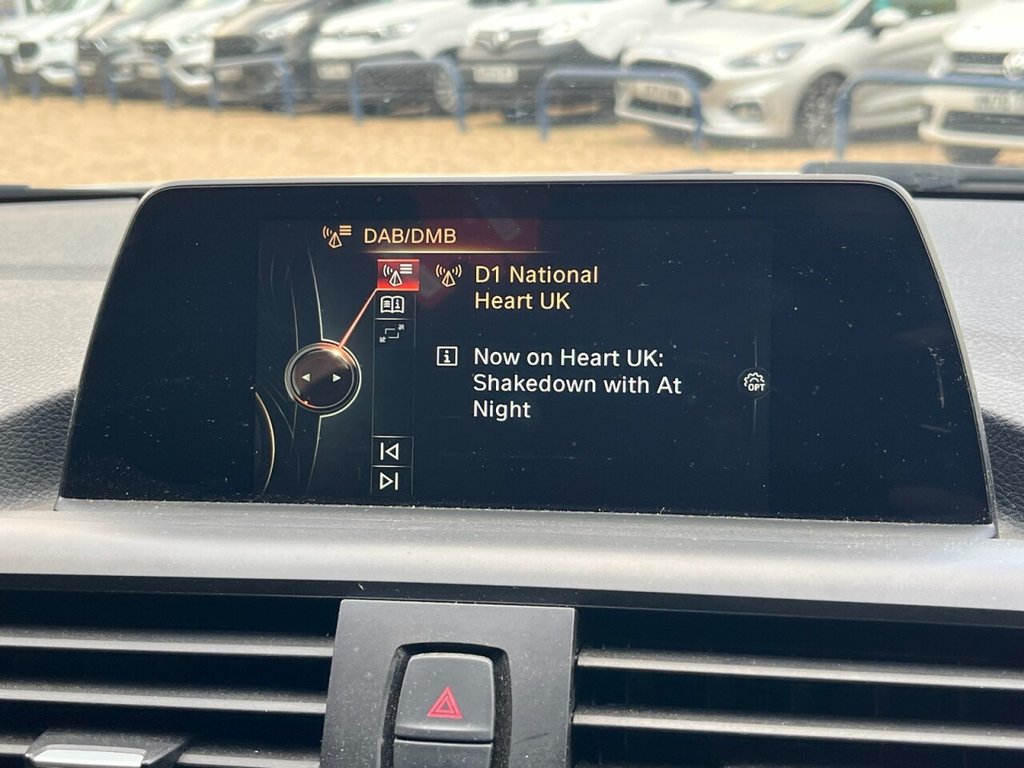 DAB/DMB
D1 National
Heart UK
Now on Heart UK:
Shakedown with At
Night
OPT